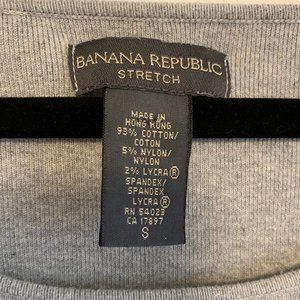 BANANA REPUBLIC
STRETCH
MADE IN
HONG KONG
93% COTTON/
COTON
5% NYLON/
NYLON
2% LYCRA®
SPANDEX/
SPANDEX
LYCRA®
RN 54023
CA 17897
S